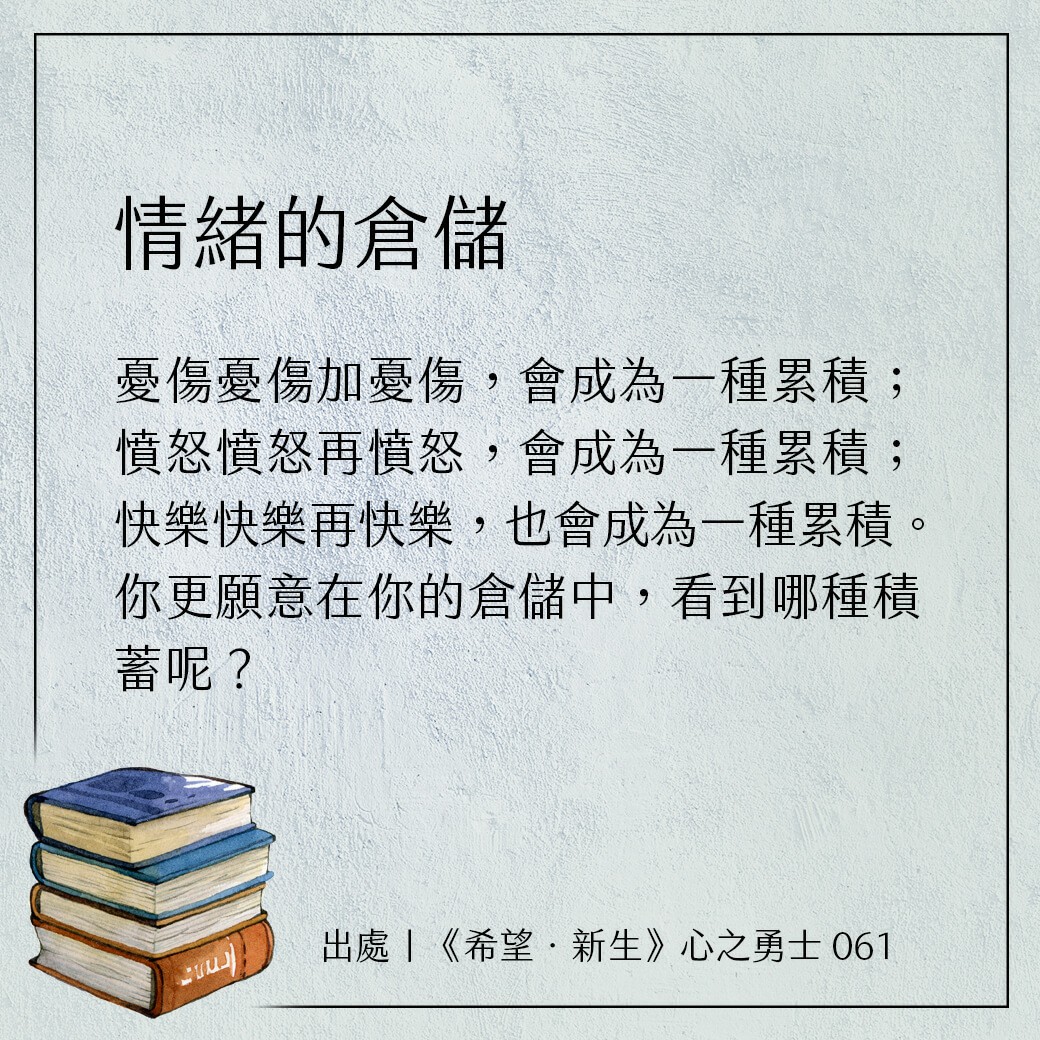 情緒的倉儲
憂傷憂傷加憂傷，會成為一種累積；
憤怒憤怒再憤怒，會成為一種累積；
快樂快樂再快樂，也會成為一種累積。
你更願意在你的倉儲中，看到哪種積
蓄呢？
出處｜《希望．新生》心之勇士 061